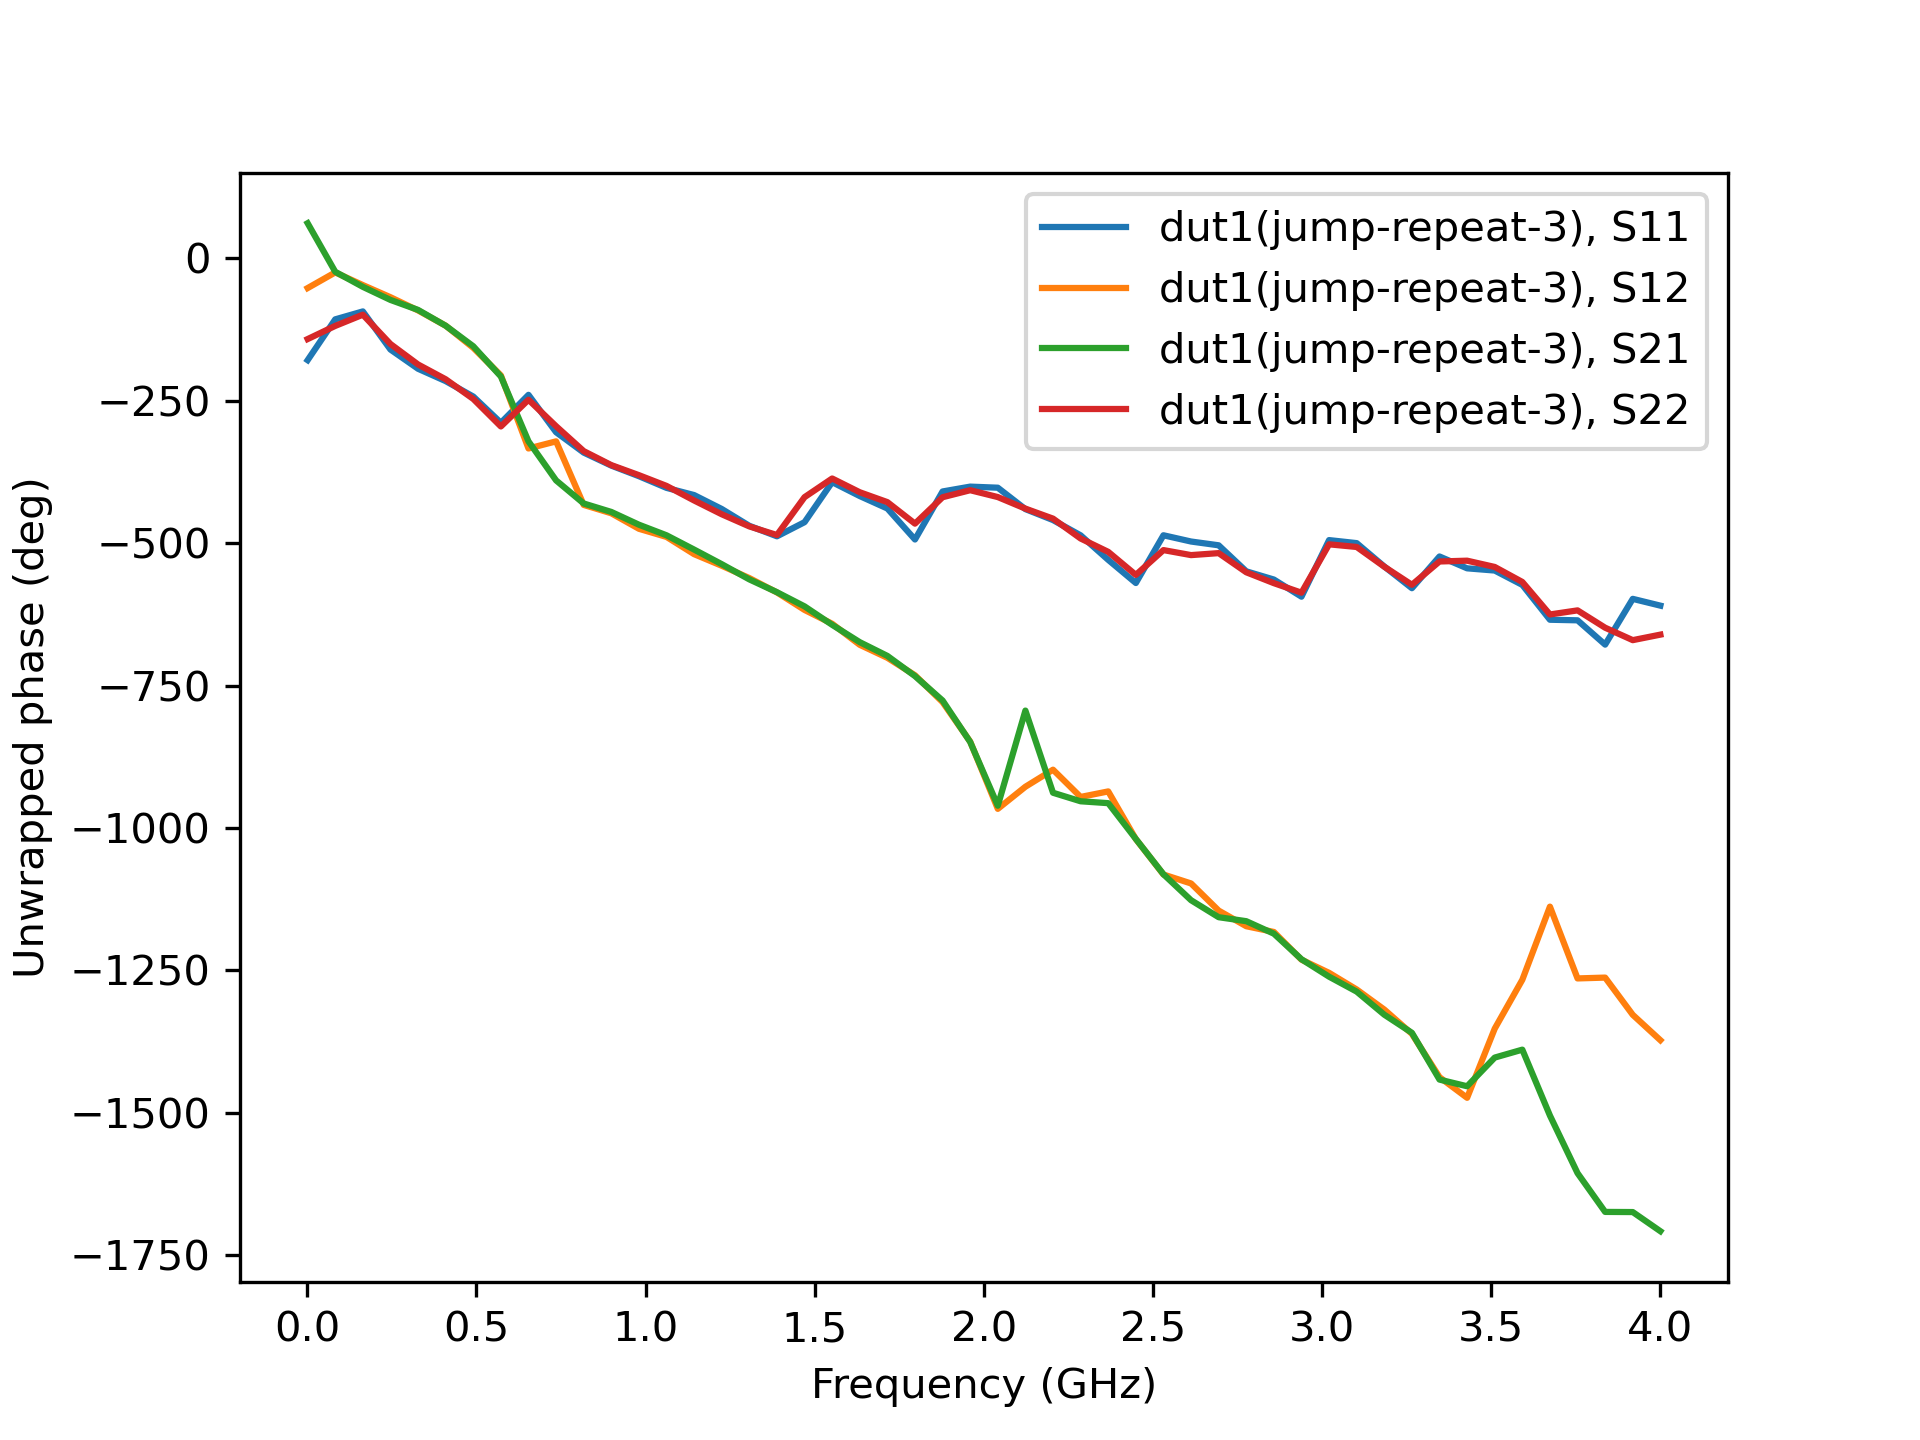 dut1(jump-repeat-3), S11
dut1(jump-repeat-3), S12
dut1(jump-repeat-3), S21
dut1(jump-repeat-3), S22
Unwrapped phase (deg)
0
−250
−500
−750
−1000
−1250
−1500
−1750
0.0 0.5 1.0 1.5 2.0 2.5 3.0 3.5 4.0
Frequency (GHz)